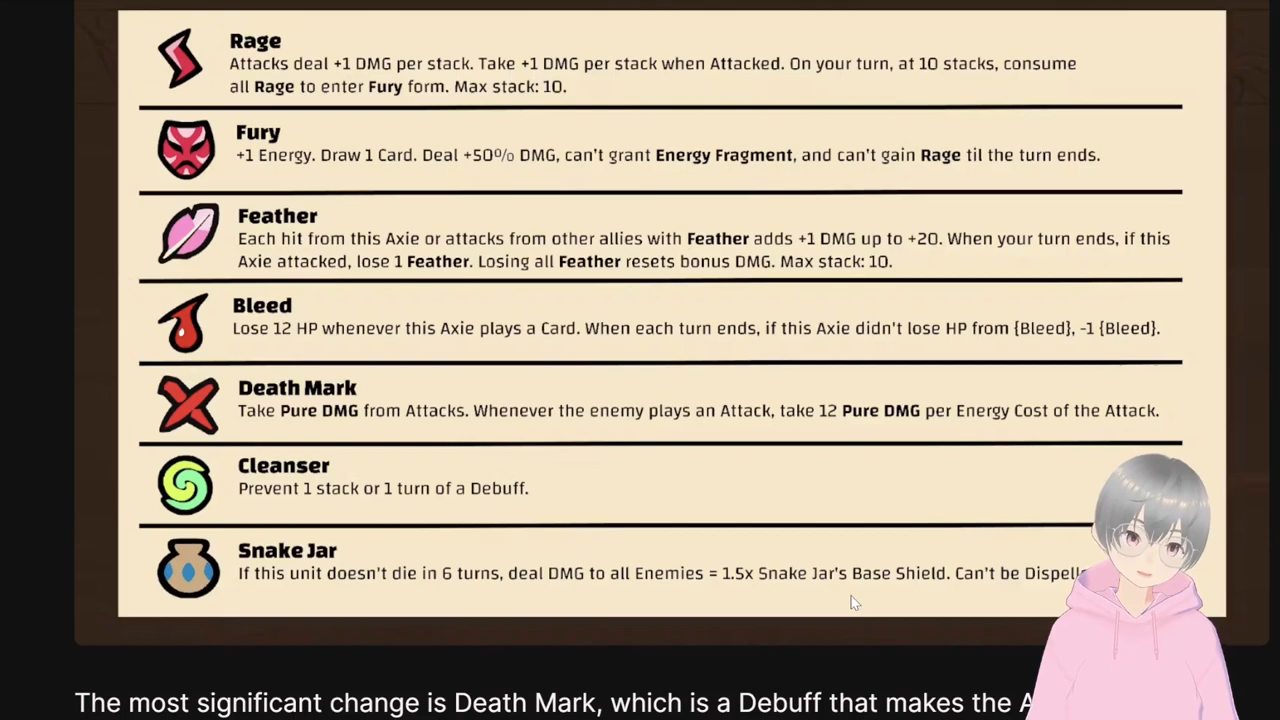 Rage
Attacks deal +1 DMG per stack. Take +1 DMG per stack when Attacked. On your turn, at 10 stacks, consume
all Rage to enter Fury form. Max stack: 10.
Fury
+1 Energy. Draw 1 Card. Deal +50% DMG, can't grant Energy Fragment, and can't gain Rage til the turn ends.
Feather
Each hit from this Axie or attacks from other allies with Feather adds +1 DMG up to +20. When your turn ends, if this
Axie attacked, lose 1 Feather. Losing all Feather resets bonus DMG. Max stack: 10.
Bleed
Lose 12 HP whenever this Axie plays a Card. When each turn ends, if this Axie didn't lose HP from {Bleed}, -1 {Bleed}.
Death Mark
Take Pure DMG from Attacks. Whenever the enemy plays an Attack, take 12 Pure DMG per Energy Cost of the Attack.
Cleanser
Prevent 1 stack or 1 turn of a Debuff.
Snake Jar
If this unit doesn't die in 6 turns, deal DMG to all Enemies = 1.5x Snake Jar's Base Shield. Can't be
The most significant change is Death Mark, which is a Debuff that makes the